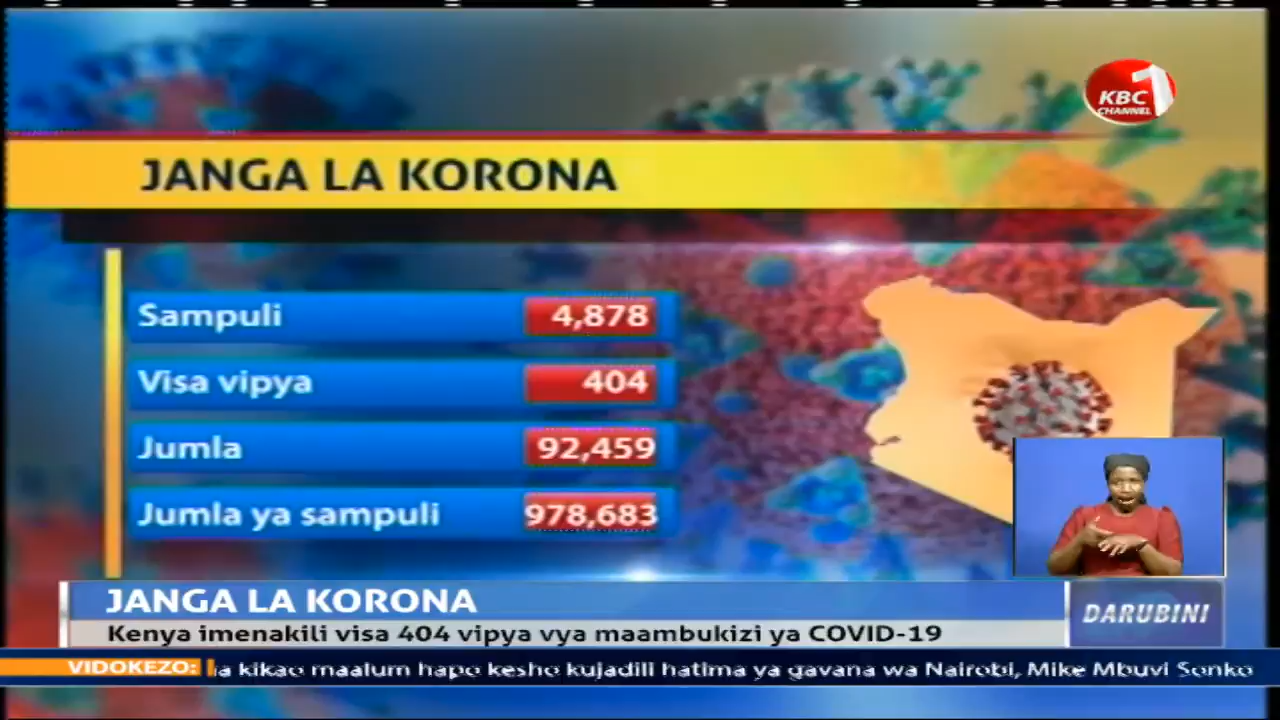 KBC 1
CHANNEL
JANGA LA KORONA
Sampuli 4,878
Visa vipya 404
Jumla 92,459
Jumla ya sampuli 978,683
JANGA LA KORONA
Kenya imenakili visa 404 vipya vya maambukizi ya COVID-19
DARUBINI
VIDOKEZO: kikao maalum hapo kesho kujadili hatima ya gavana wa Nairobi, Mike Mbuvi Sonko